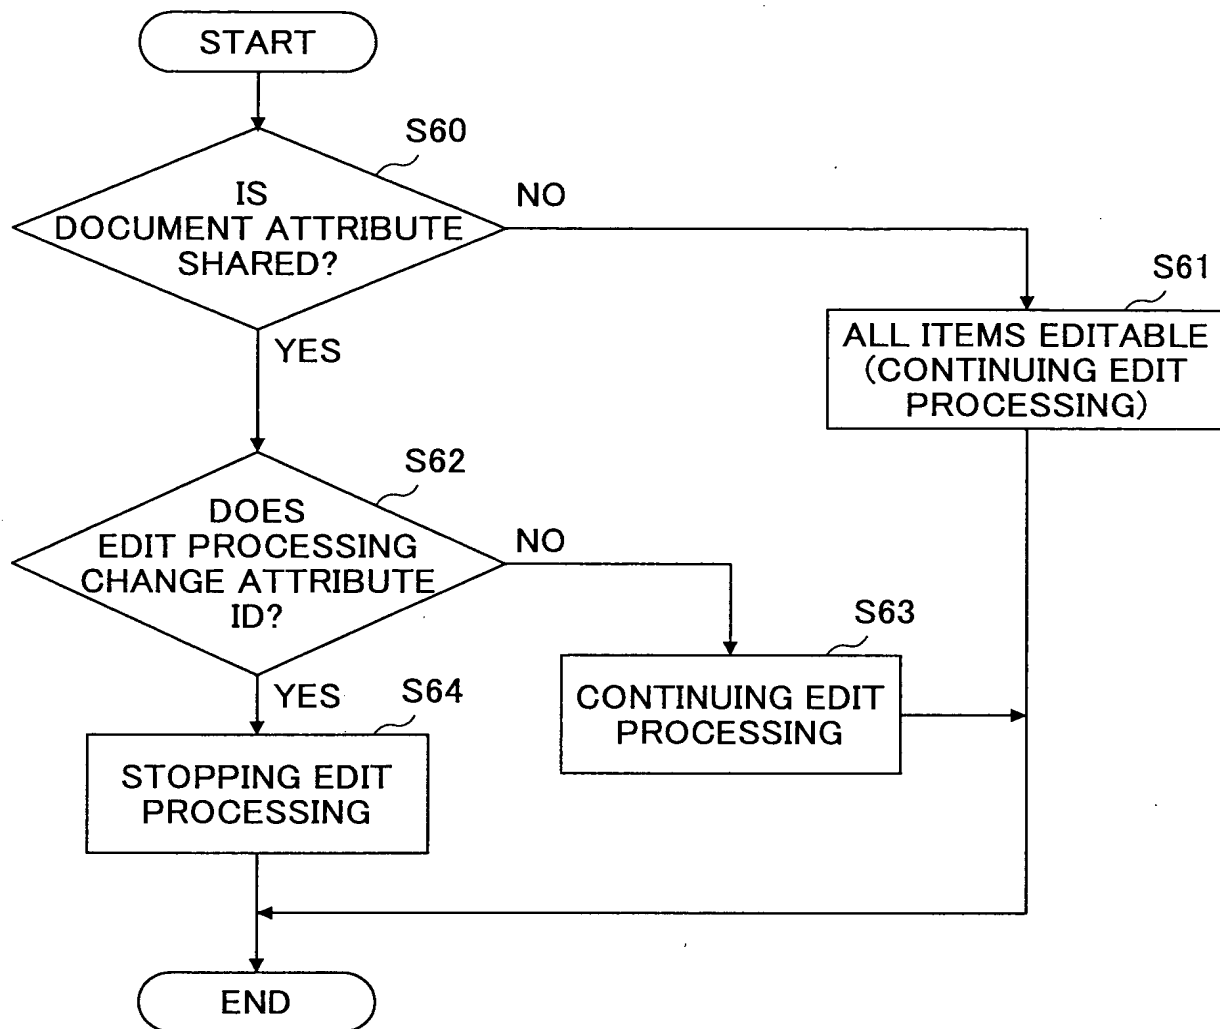 START
S60
IS
DOCUMENT ATTRIBUTE
SHARED?
NO
YES
S61
ALL ITEMS EDITABLE
(CONTINUING EDIT
PROCESSING)
S62
DOES
EDIT PROCESSING
CHANGE ATTRIBUTE
ID?
NO
YES
S63
CONTINUING EDIT
PROCESSING
S64
STOPPING EDIT
PROCESSING
END